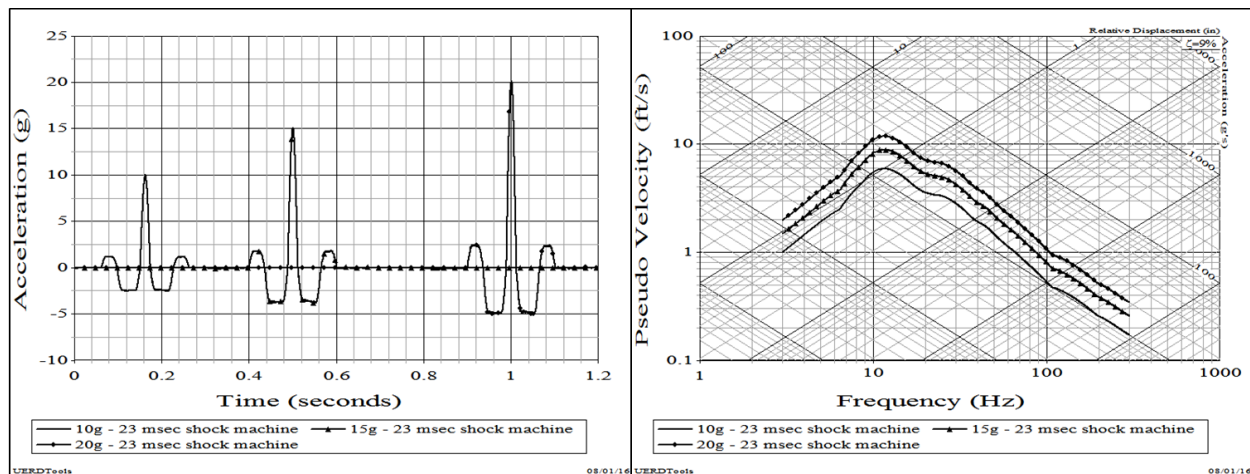 25
20
15
10
5
0
-5
-10
0
0.2
0.4
0.6
0.8
1
1.2
Acceleration (g)
Time (seconds)
10g - 23 msec shock machine
15g - 23 msec shock machine
20g - 23 msec shock machine
UERDTools
08/01/16
100
10
1
0.1
1
10
100
1000
Pseudo Velocity (ft/s)
Frequency (Hz)
Relative Displacement (in)
ζ=9%
Acceleration (g's)
100
10
1
1000
100
10g - 23 msec shock machine
15g - 23 msec shock machine
20g - 23 msec shock machine
UERDTools
08/01/16